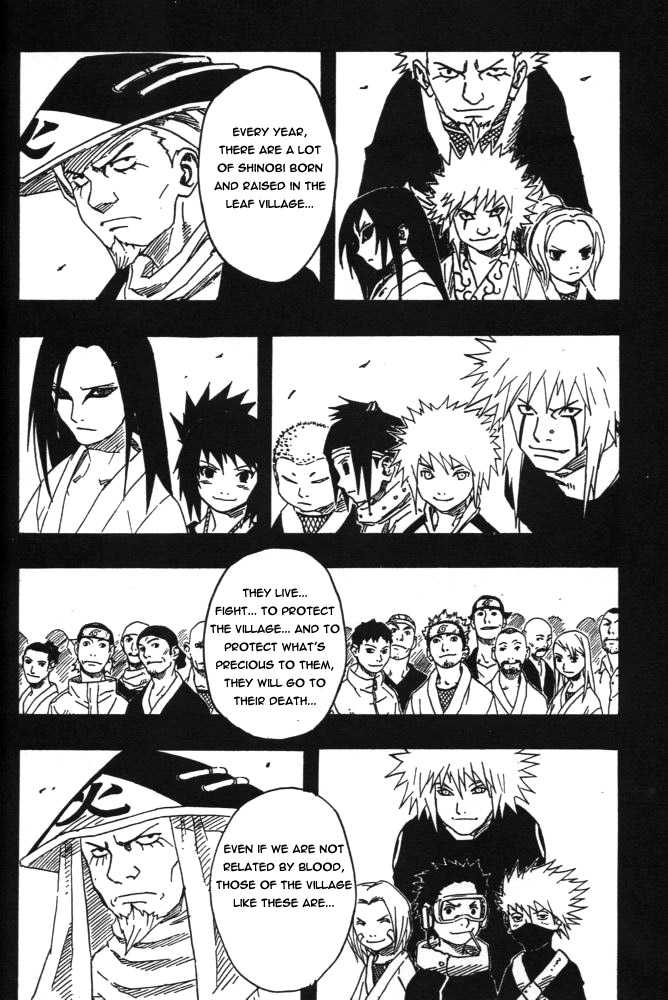 火
EVERY YEAR,
THERE ARE A LOT
OF SHINOBI BORN
AND RAISED IN THE
LEAF VILLAGE...
THEY LIVE...
FIGHT... TO PROTECT
THE VILLAGE... AND TO
PROTECT WHAT'S
PRECIOUS TO THEM,
THEY WILL GO TO
THEIR DEATH...
火
EVEN IF WE ARE NOT
RELATED BY BLOOD,
THOSE OF THE VILLAGE
LIKE THESE ARE...